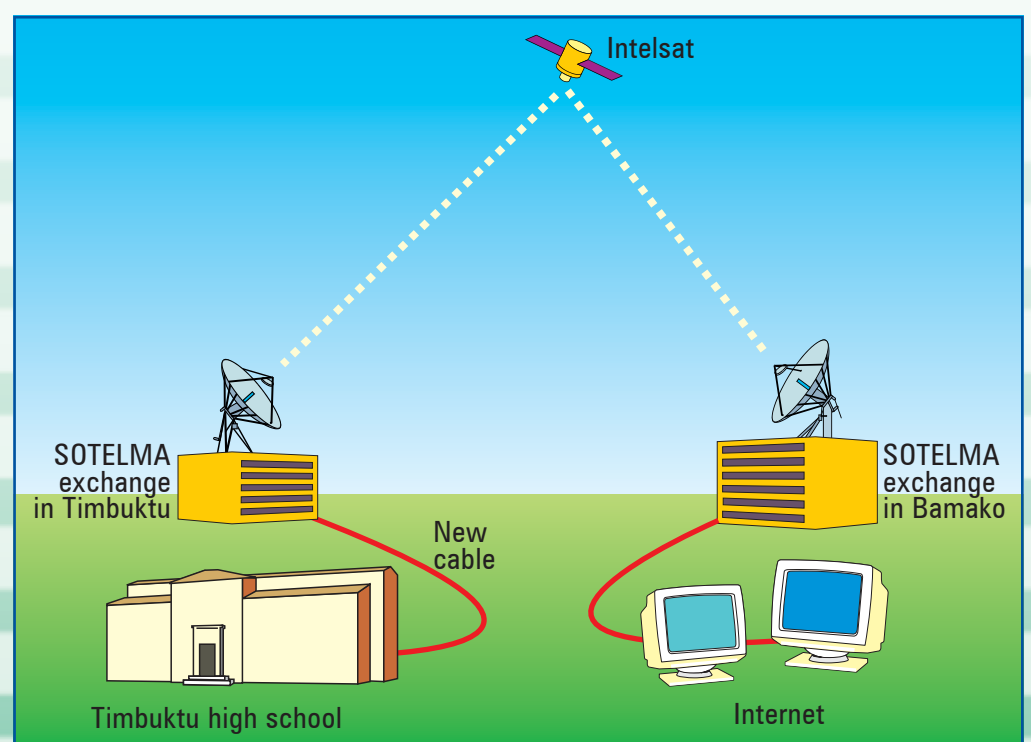 Intelsat
SOTELMA
exchange
in Timbuktu
SOTELMA
exchange
in Bamako
New
cable
Timbuktu high school
Internet